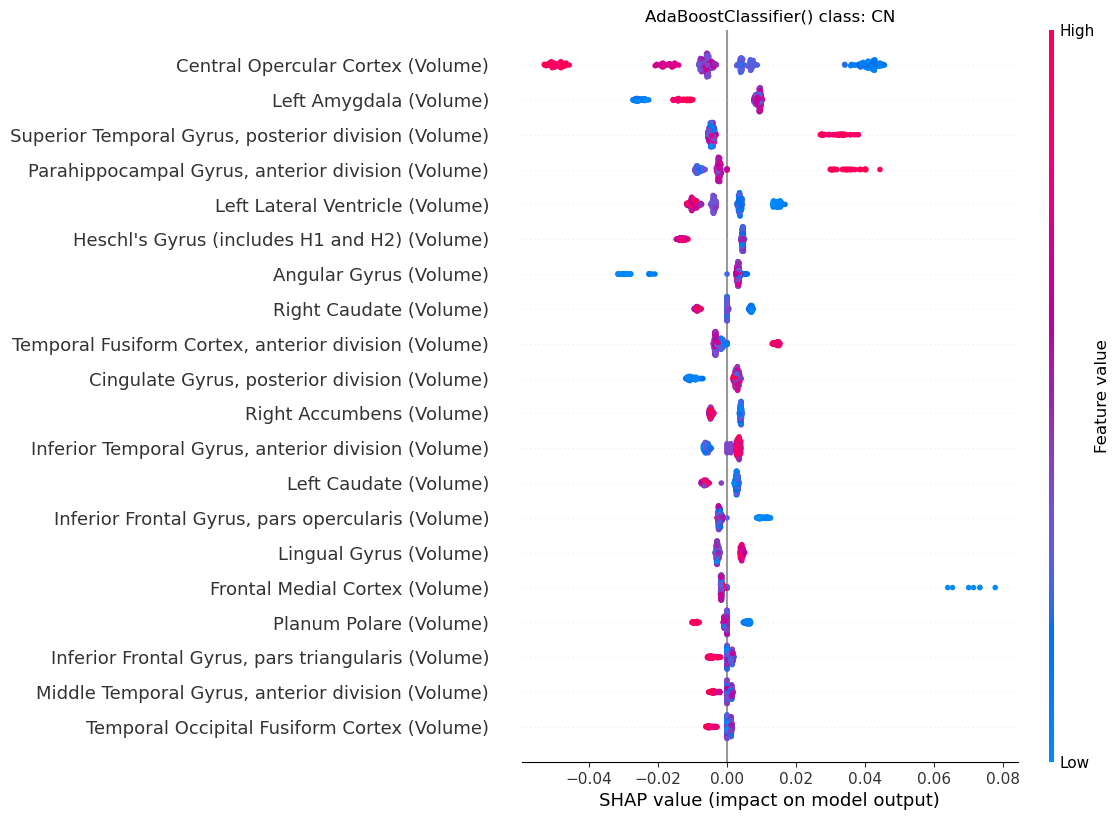 AdaBoostClassifier() class: CN
High
Central Opercular Cortex (Volume)
Left Amygdala (Volume)
Superior Temporal Gyrus, posterior division (Volume)
Parahippocampal Gyrus, anterior division (Volume)
Left Lateral Ventricle (Volume)
Heschl's Gyrus (includes H1 and H2) (Volume)
Angular Gyrus (Volume)
Right Caudate (Volume)
Temporal Fusiform Cortex, anterior division (Volume)
Cingulate Gyrus, posterior division (Volume)
Right Accumbens (Volume)
Inferior Temporal Gyrus, anterior division (Volume)
Left Caudate (Volume)
Inferior Frontal Gyrus, pars opercularis (Volume)
Lingual Gyrus (Volume)
Frontal Medial Cortex (Volume)
Planum Polare (Volume)
Inferior Frontal Gyrus, pars triangularis (Volume)
Middle Temporal Gyrus, anterior division (Volume)
Temporal Occipital Fusiform Cortex (Volume)
Feature value
Low
−0.04 −0.02 0.00 0.02 0.04 0.06 0.08
SHAP value (impact on model output)